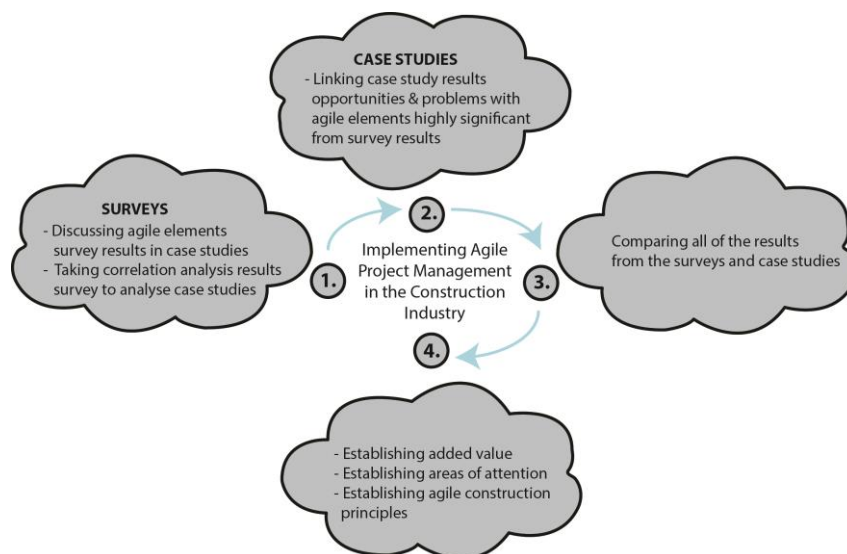 CASE STUDIES
- Linking case study results
opportunities & problems with
agile elements highly significant
from survey results
SURVEYS
- Discussing agile elements
survey results in case studies
- Taking correlation analysis results
survey to analyse case studies
1.
2.
Implementing Agile
Project Management
in the Construction
Industry
3.
Comparing all of the results
from the surveys and case studies
4.
- Establishing added value
- Establishing areas of attention
- Establishing agile construction
principles